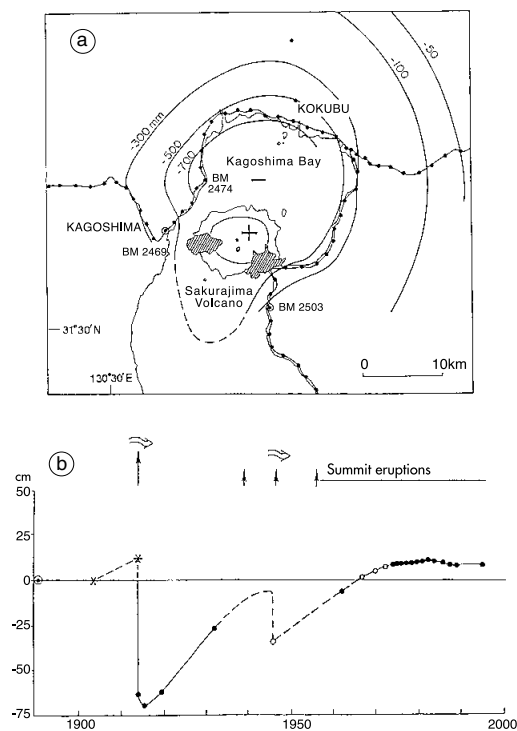 a
KOKUBU
-50
-100
-300 mm
-500
-700
Kagoshima Bay
BM
2474
KAGOSHIMA
BM 2469
Sakurajima
Volcano
BM 2503
31°30'N
130°30'E
0 10km
b
cm
Summit eruptions
50
25
0
-25
-50
-75
1900 1950 2000